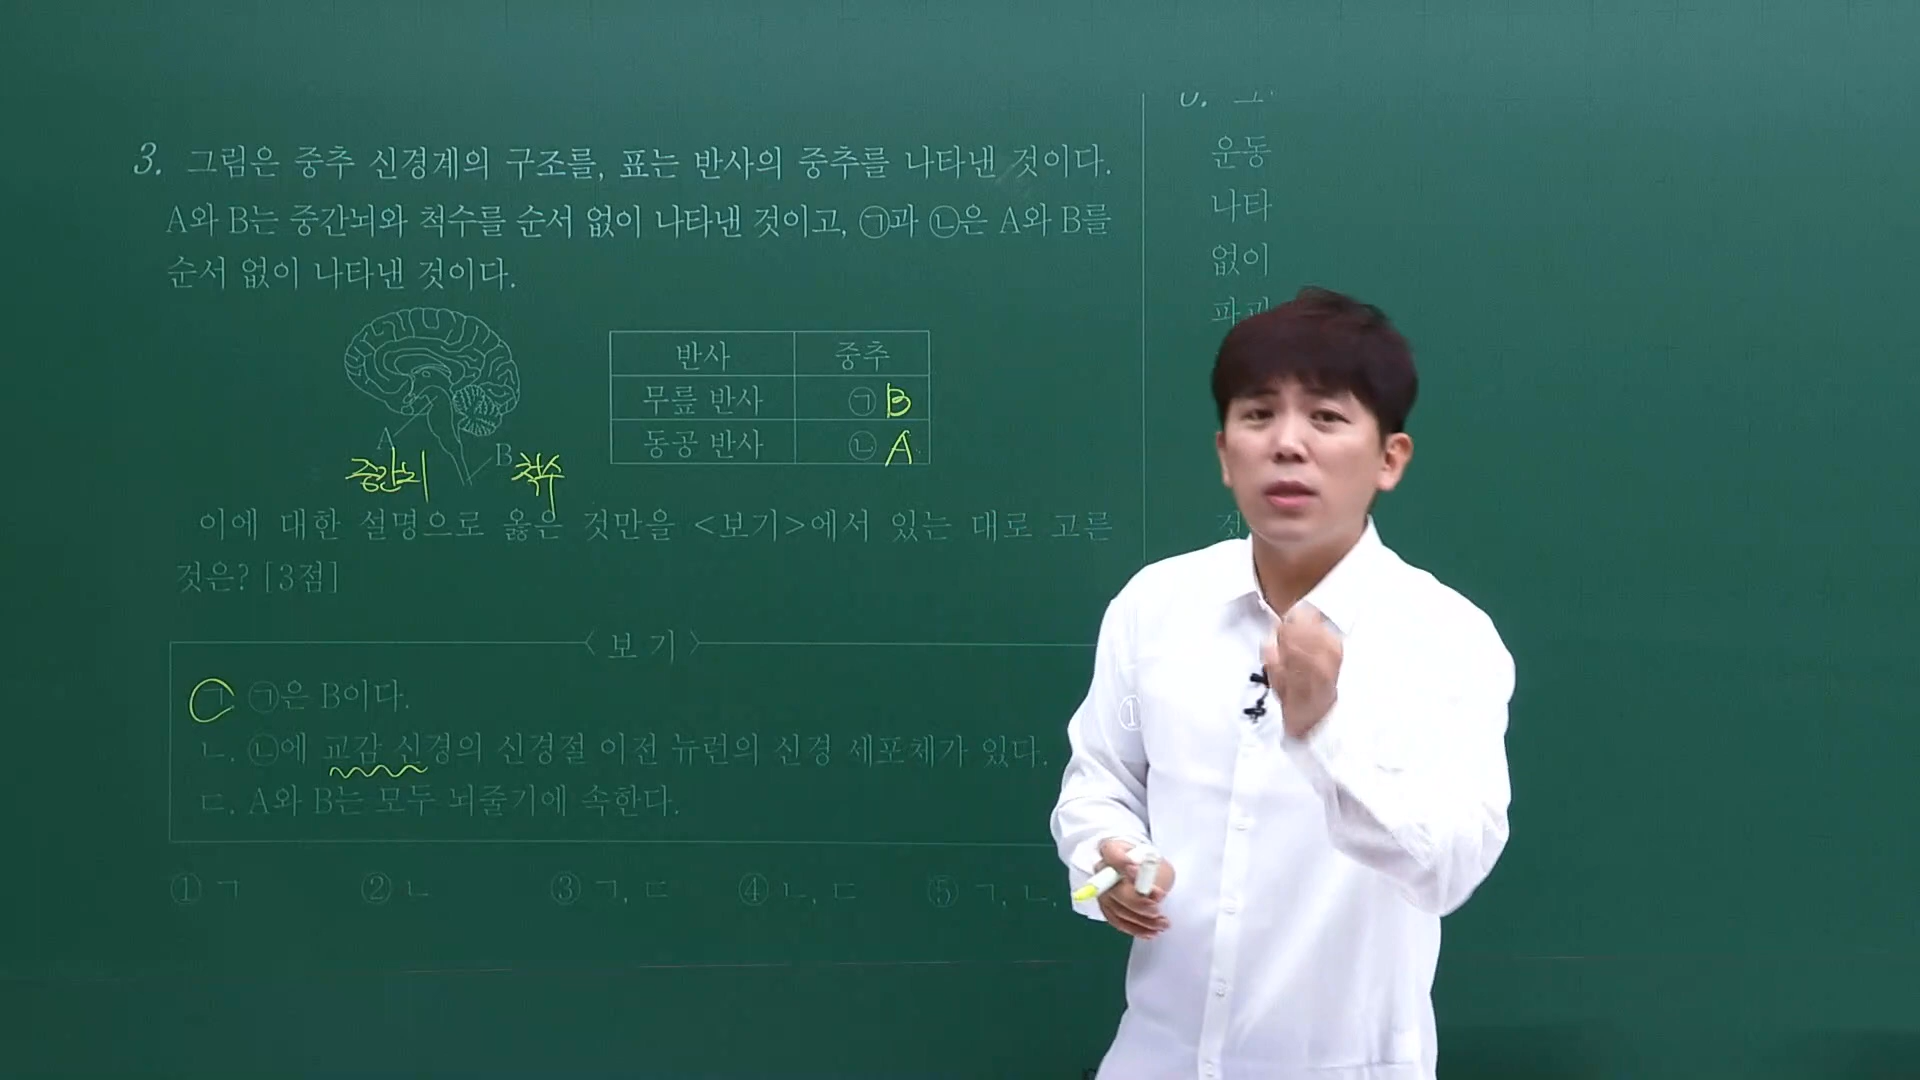 3. 그림은 중추 신경계의 구조를, 표는 반사의 중추를 나타낸 것이다.
A와 B는 중간뇌와 척수를 순서 없이 나타낸 것이고, ㉠과 ㉡은 A와 B를
순서 없이 나타낸 것이다.
A
B
중간뇌
척수
반사 중추
무릎 반사 ㉠ B
동공 반사 ㉡ A
이에 대한 설명으로 옳은 것만을 <보기>에서 있는 대로 고른
것은? [3점]
<보 기>
ㄱ. ㉠은 B이다.
ㄴ. ㉡에 교감 신경의 신경절 이전 뉴런의 신경 세포체가 있다.
ㄷ. A와 B는 모두 뇌줄기에 속한다.
① ㄱ ② ㄴ ③ ㄱ, ㄷ ④ ㄴ, ㄷ ⑤ ㄱ, ㄴ,
운동
나타
없이
①